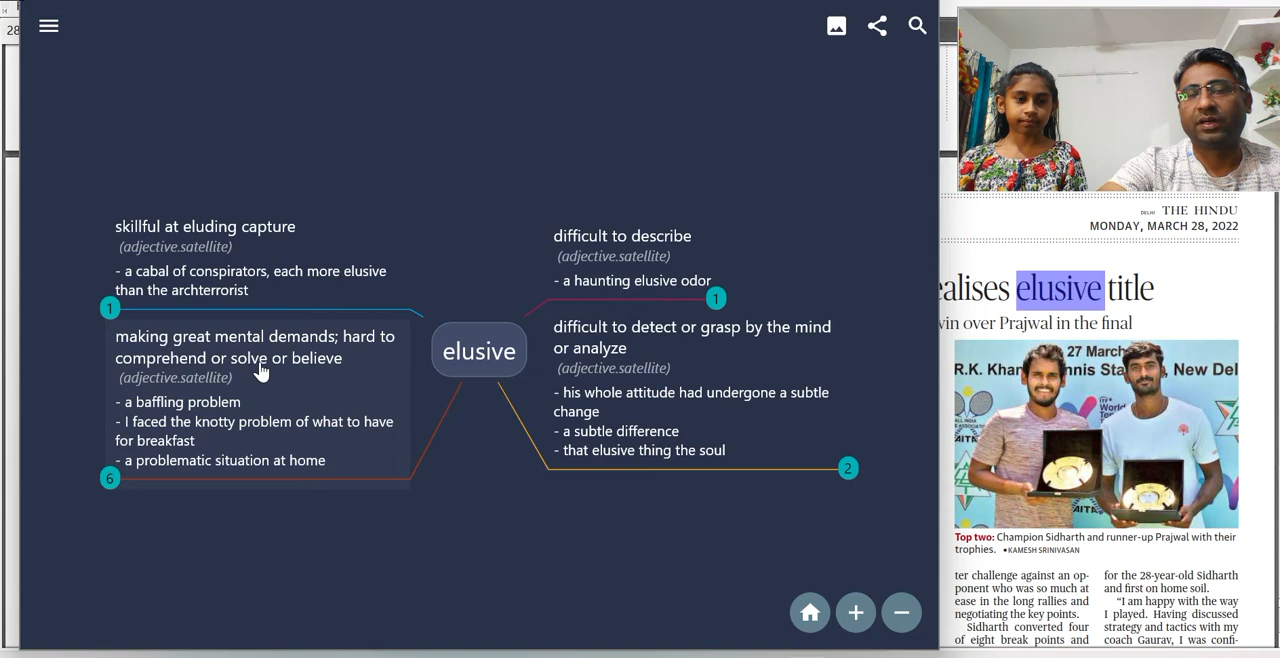 28
skillful at eluding capture
(adjective.satellite)
- a cabal of conspirators, each more elusive
than the archterrorist
1
making great mental demands; hard to
comprehend or solve or believe
(adjective.satellite)
- a baffling problem
- I faced the knotty problem of what to have
for breakfast
- a problematic situation at home
6
elusive
difficult to describe
(adjective.satellite)
- a haunting elusive odor
1
difficult to detect or grasp by the mind
or analyze
(adjective.satellite)
- his whole attitude had undergone a subtle
change
- a subtle difference
- that elusive thing the soul
2
DELHI THE HINDU
MONDAY, MARCH 28, 2022
ealises elusive title
win over Prajwal in the final
27 March
R.K. Khan nnis Sta , New Del
AITA
Top two: Champion Sidharth and runner-up Prajwal with their
trophies. • KAMESH SRINIVASAN
ter challenge against an op-
ponent who was so much at
ease in the long rallies and
negotiating the key points.
Sidharth converted four
of eight break points and
for the 28-year-old Sidharth
and first on home soil.
“I am happy with the way
I played. Having discussed
strategy and tactics with my
coach Gaurav, I was confi-